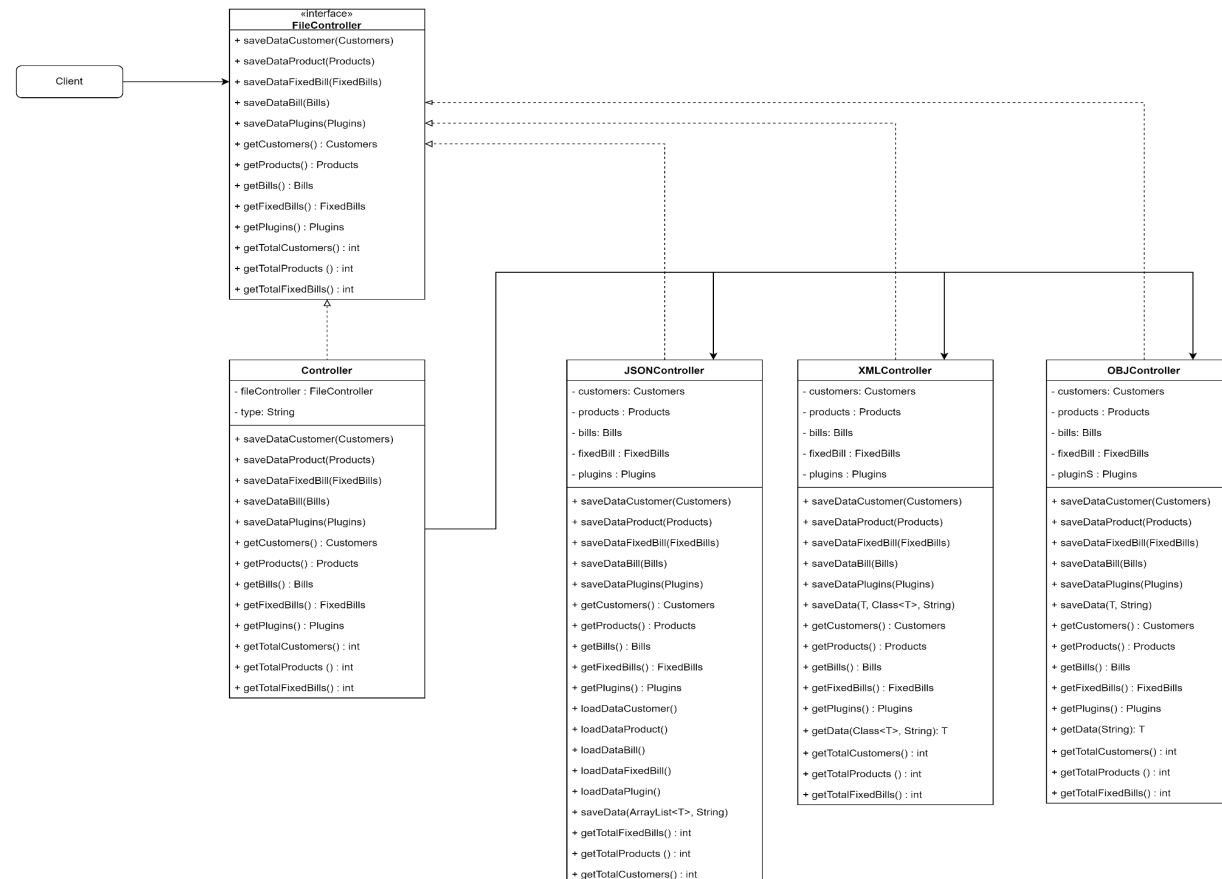 «interface»
FileController
+ saveDataCustomer(Customers)
+ saveDataProduct(Products)
+ saveDataFixedBill(FixedBills)
+ saveDataBill(Bills)
+ saveDataPlugins(Plugins)
+ getCustomers() : Customers
+ getProducts() : Products
+ getBills() : Bills
+ getFixedBills() : FixedBills
+ getPlugins() : Plugins
+ getTotalCustomers() : int
+ getTotalProducts () : int
+ getTotalFixedBills() : int
Client
Controller
- fileController : FileController
- type: String
+ saveDataCustomer(Customers)
+ saveDataProduct(Products)
+ saveDataFixedBill(FixedBills)
+ saveDataBill(Bills)
+ saveDataPlugins(Plugins)
+ getCustomers() : Customers
+ getProducts() : Products
+ getBills() : Bills
+ getFixedBills() : FixedBills
+ getPlugins() : Plugins
+ getTotalCustomers() : int
+ getTotalProducts () : int
+ getTotalFixedBills() : int
JSONController
- customers: Customers
- products : Products
- bills: Bills
- fixedBill : FixedBills
- plugins : Plugins
+ saveDataCustomer(Customers)
+ saveDataProduct(Products)
+ saveDataFixedBill(FixedBills)
+ saveDataBill(Bills)
+ saveDataPlugins(Plugins)
+ getCustomers() : Customers
+ getProducts() : Products
+ getBills() : Bills
+ getFixedBills() : FixedBills
+ getPlugins() : Plugins
+ loadDataCustomer()
+ loadDataProduct()
+ loadDataBill()
+ loadDataFixedBill()
+ loadDataPlugin()
+ saveData(ArrayList<T>, String)
+ getTotalFixedBills() : int
+ getTotalProducts () : int
+ getTotalCustomers() : int
XMLController
- customers: Customers
- products : Products
- bills: Bills
- fixedBill : FixedBills
- plugins : Plugins
+ saveDataCustomer(Customers)
+ saveDataProduct(Products)
+ saveDataFixedBill(FixedBills)
+ saveDataBill(Bills)
+ saveDataPlugins(Plugins)
+ saveData(T, Class<T>, String)
+ getCustomers() : Customers
+ getProducts() : Products
+ getBills() : Bills
+ getFixedBills() : FixedBills
+ getPlugins() : Plugins
+ getData(Class<T>, String): T
+ getTotalCustomers() : int
+ getTotalProducts () : int
+ getTotalFixedBills() : int
OBJController
- customers: Customers
- products : Products
- bills: Bills
- fixedBill : FixedBills
- pluginS : Plugins
+ saveDataCustomer(Customers)
+ saveDataProduct(Products)
+ saveDataFixedBill(FixedBills)
+ saveDataBill(Bills)
+ saveDataPlugins(Plugins)
+ saveData(T, String)
+ getCustomers() : Customers
+ getProducts() : Products
+ getBills() : Bills
+ getFixedBills() : FixedBills
+ getPlugins() : Plugins
+ getData(String): T
+ getTotalCustomers() : int
+ getTotalProducts () : int
+ getTotalFixedBills() : int